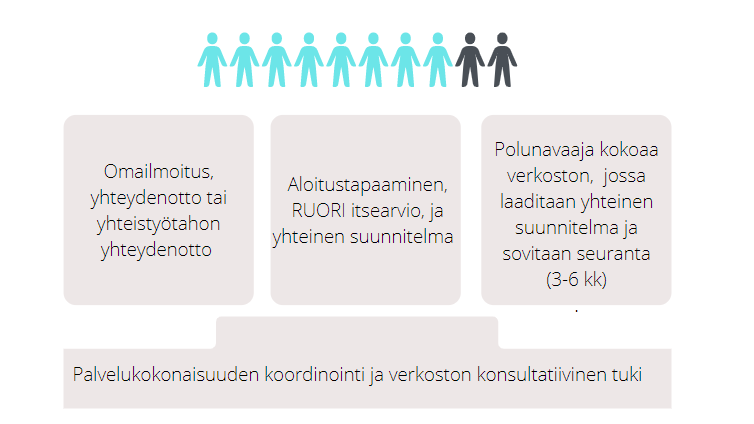 Omailmoitus,
yhteydenotto tai
yhteistyötahon
yhteydenotto
Aloitustapaaminen,
RUORI itsearvio, ja
yhteinen suunnitelma
Polunavaaja kokoaa
verkoston, jossa
laaditaan yhteinen
suunnitelma ja
sovitaan seuranta
(3-6 kk)
.
Palvelukokonaisuuden koordinointi ja verkoston konsultatiivinen tuki